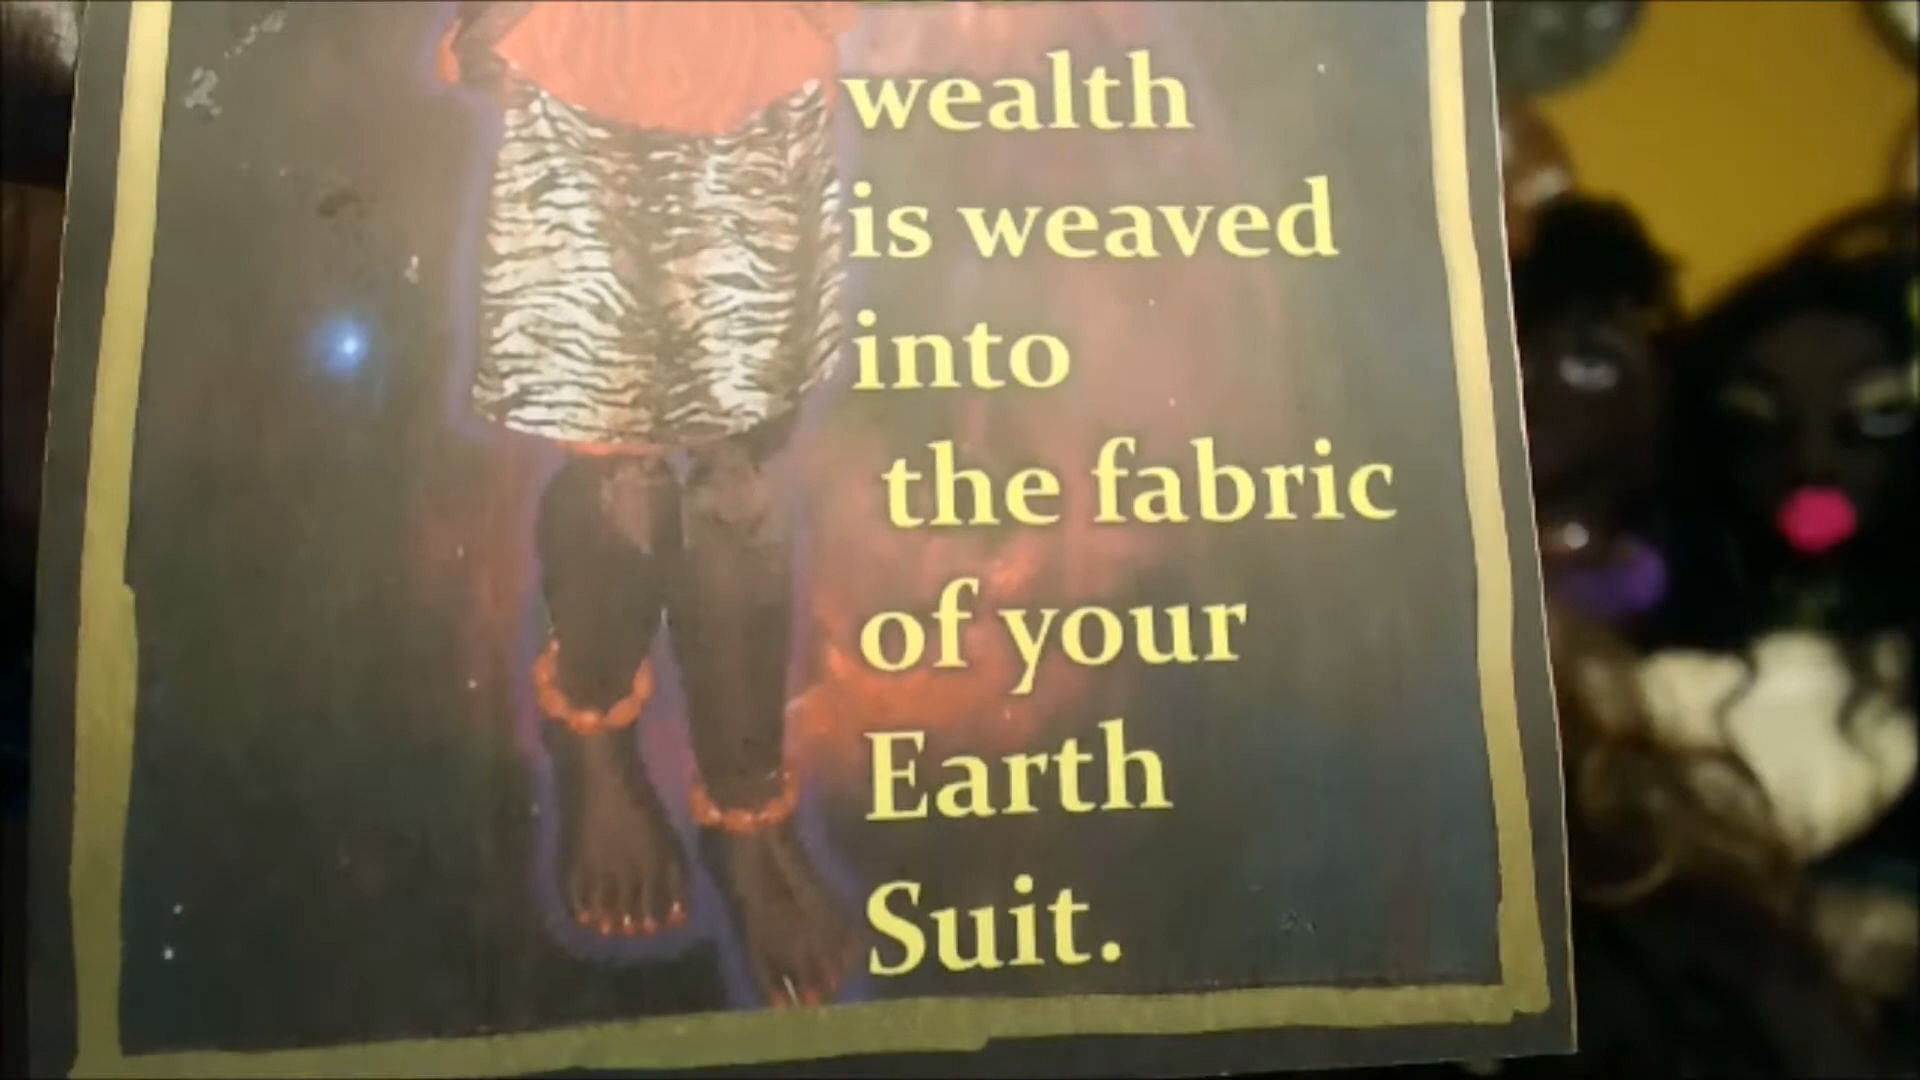 wealth
is weaved
into
the fabric
of your
Earth
Suit.